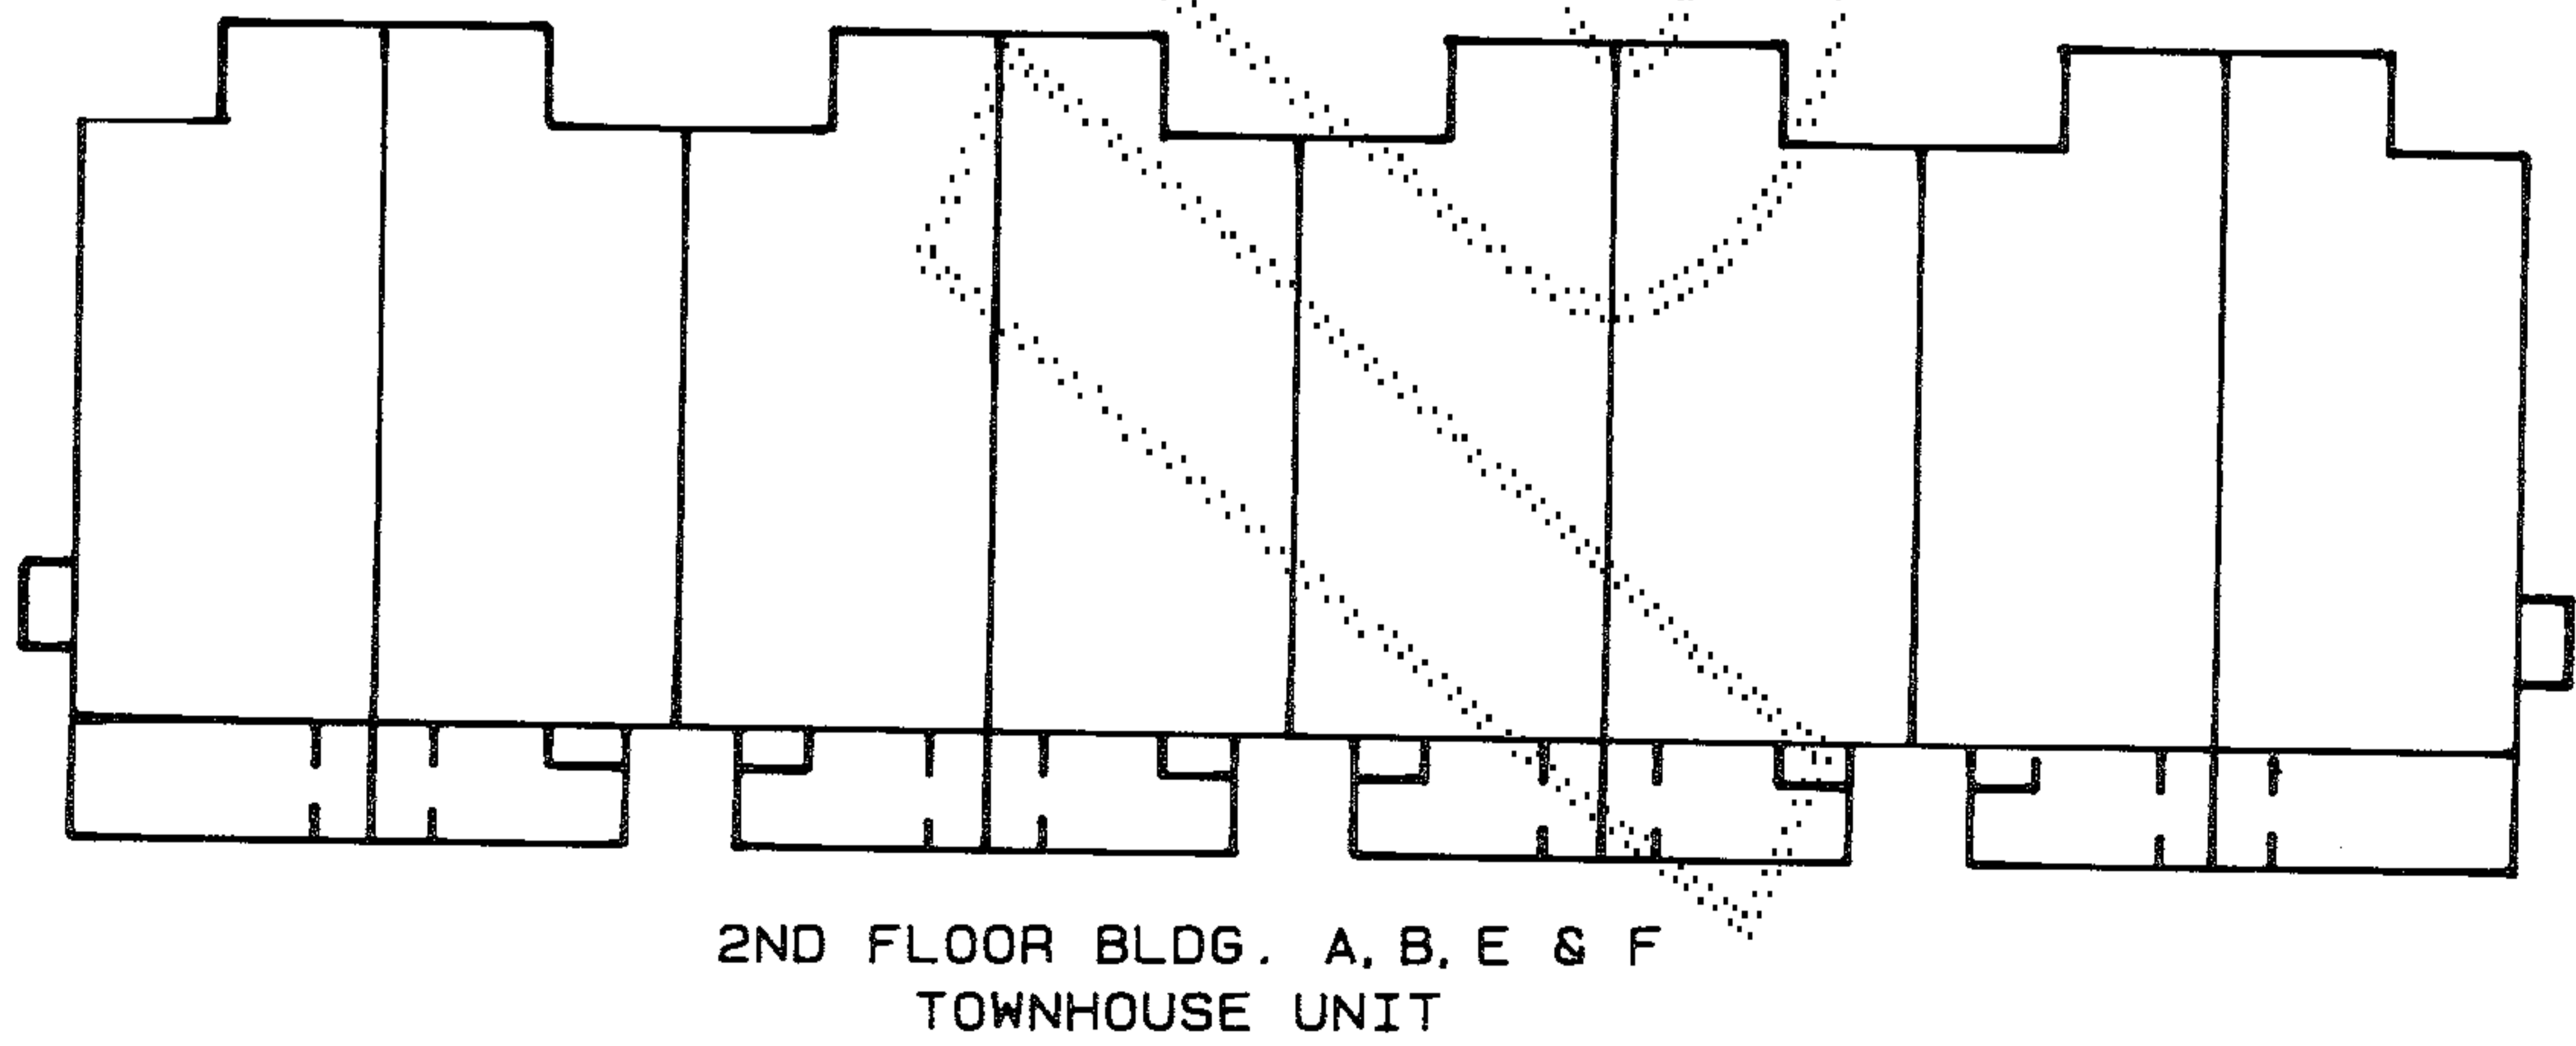 2ND FLOOR BLDG. A, B, E & F
TOWNHOUSE UNIT